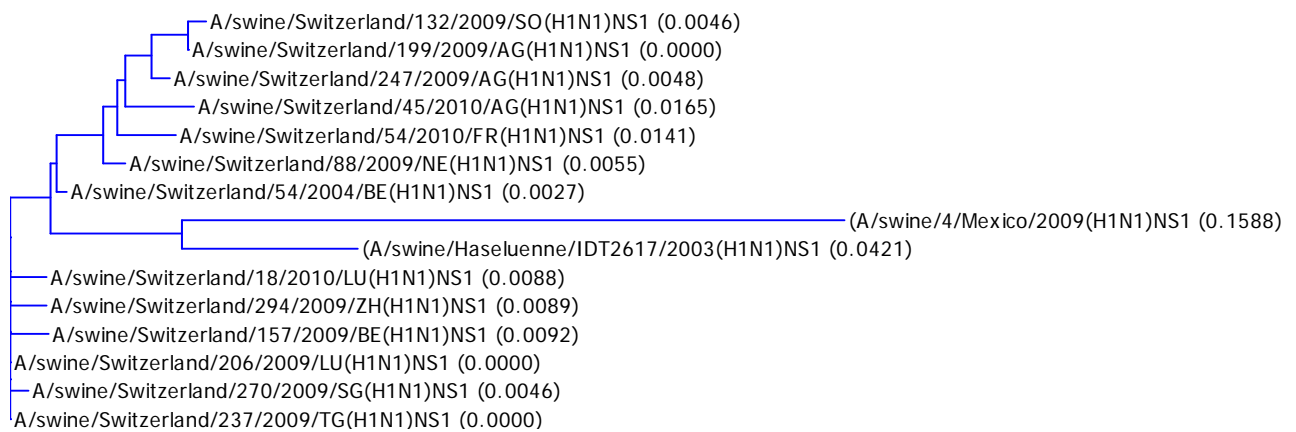 A/swine/Switzerland/132/2009/SO(H1N1)NS1 (0.0046)
A/swine/Switzerland/199/2009/AG(H1N1)NS1 (0.0000)
A/swine/Switzerland/247/2009/AG(H1N1)NS1 (0.0048)
A/swine/Switzerland/45/2010/AG(H1N1)NS1 (0.0165)
A/swine/Switzerland/54/2010/FR(H1N1)NS1 (0.0141)
A/swine/Switzerland/88/2009/NE(H1N1)NS1 (0.0055)
A/swine/Switzerland/54/2004/BE(H1N1)NS1 (0.0027)
(A/swine/4/Mexico/2009(H1N1)NS1 (0.1588)
(A/swine/Haseluenne/IDT2617/2003(H1N1)NS1 (0.0421)
A/swine/Switzerland/18/2010/LU(H1N1)NS1 (0.0088)
A/swine/Switzerland/294/2009/ZH(H1N1)NS1 (0.0089)
A/swine/Switzerland/157/2009/BE(H1N1)NS1 (0.0092)
A/swine/Switzerland/206/2009/LU(H1N1)NS1 (0.0000)
A/swine/Switzerland/270/2009/SG(H1N1)NS1 (0.0046)
A/swine/Switzerland/237/2009/TG(H1N1)NS1 (0.0000)